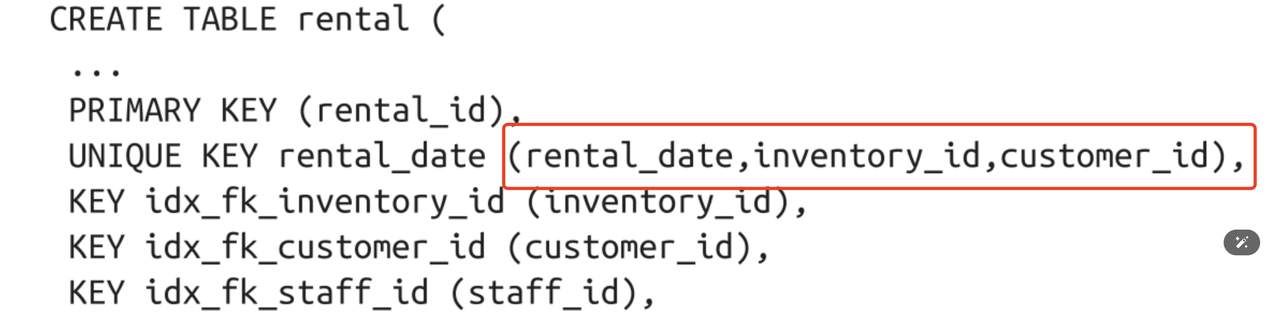 CREATE TABLE rental (
...
PRIMARY KEY (rental_id),
UNIQUE KEY rental_date (rental_date,inventory_id,customer_id),
KEY idx_fk_inventory_id (inventory_id),
KEY idx_fk_customer_id (customer_id),
KEY idx_fk_staff_id (staff_id),